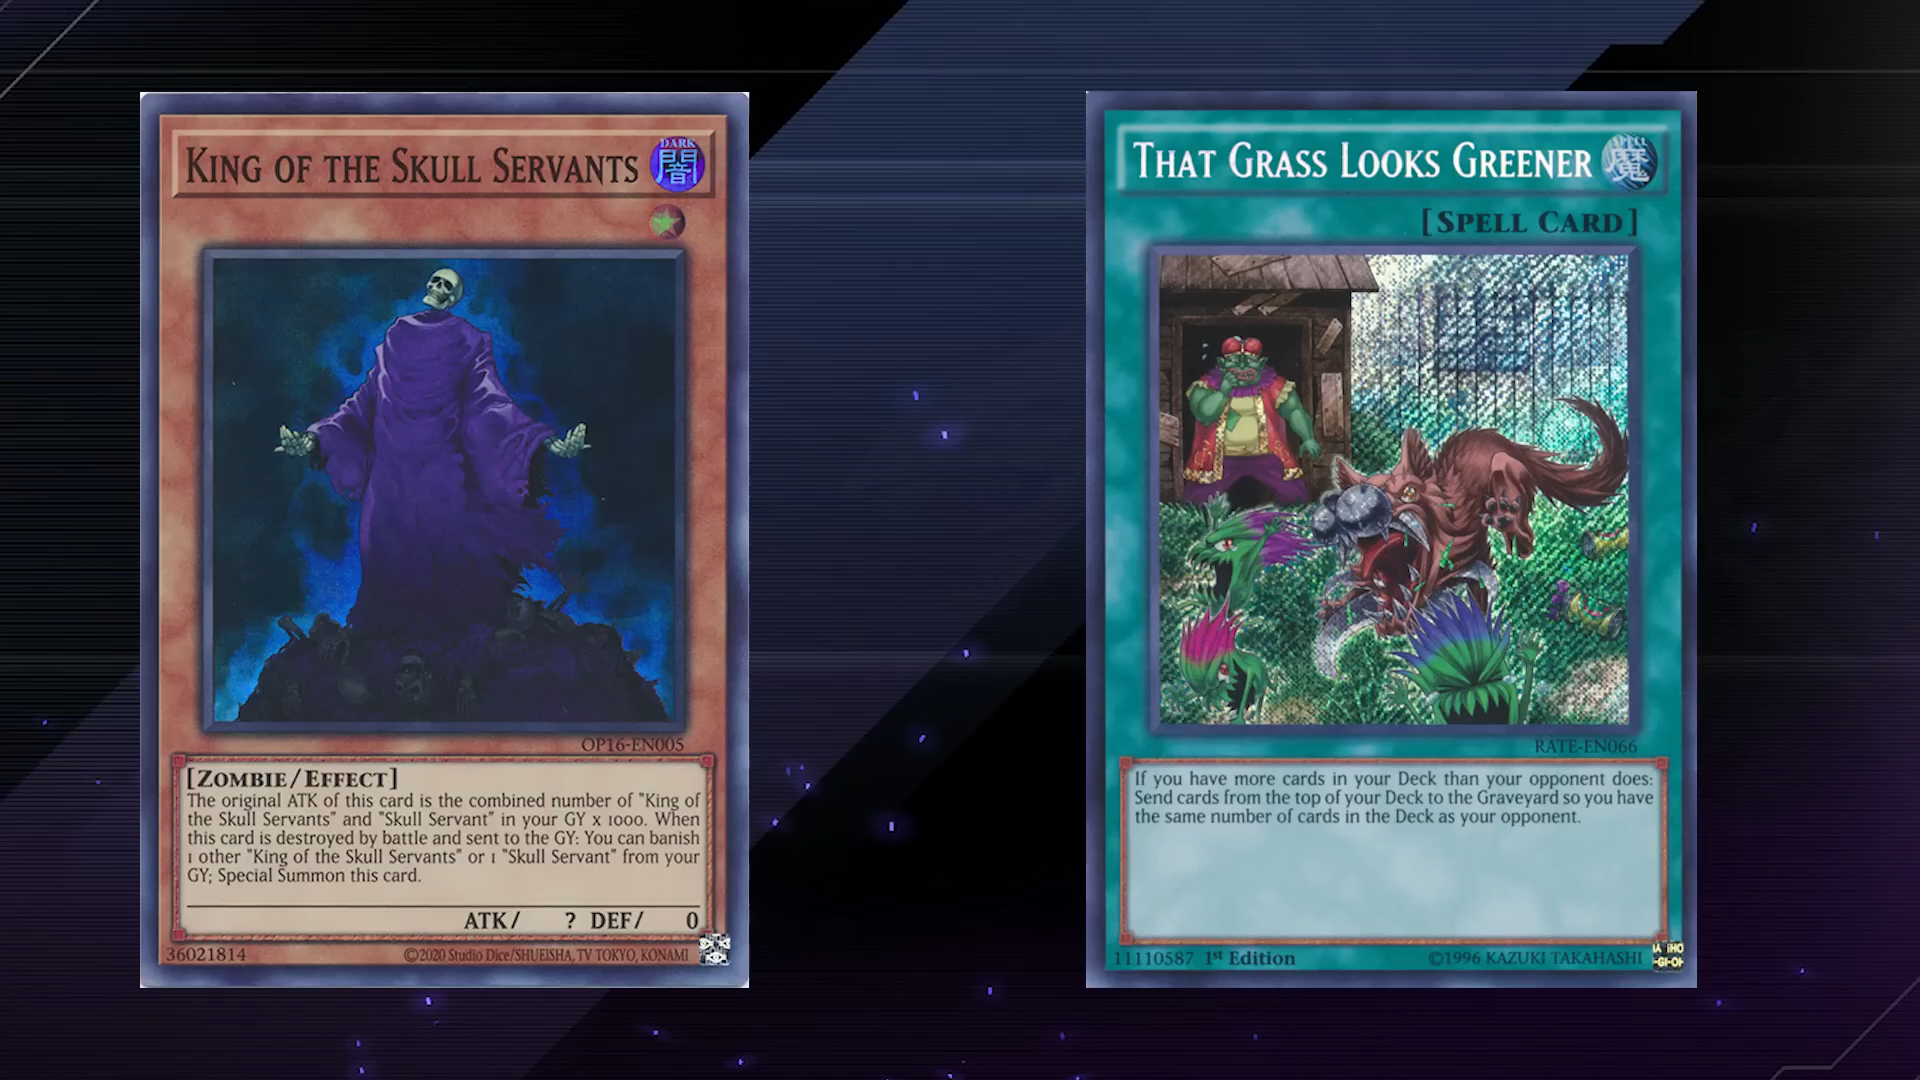 KING OF THE SKULL SERVANTS
DARK
闇
OP16-EN005
[ZOMBIE/EFFECT]
The original ATK of this card is the combined number of "King of
the Skull Servants" and "Skull Servant" in your GY x 1000. When
this card is destroyed by battle and sent to the GY: You can banish
1 other "King of the Skull Servants" or 1 "Skull Servant" from your
GY; Special Summon this card.
ATK/ ? DEF/ 0
36021814
©2020 Studio Dice/SHUEISHA, TV TOKYO, KONAMI
THAT GRASS LOOKS GREENER
SPELL
魔
[SPELL CARD]
RATE-EN066
If you have more cards in your Deck than your opponent does:
Send cards from the top of your Deck to the Graveyard so you have
the same number of cards in the Deck as your opponent.
11110587 1st Edition
©1996 KAZUKI TAKAHASHI